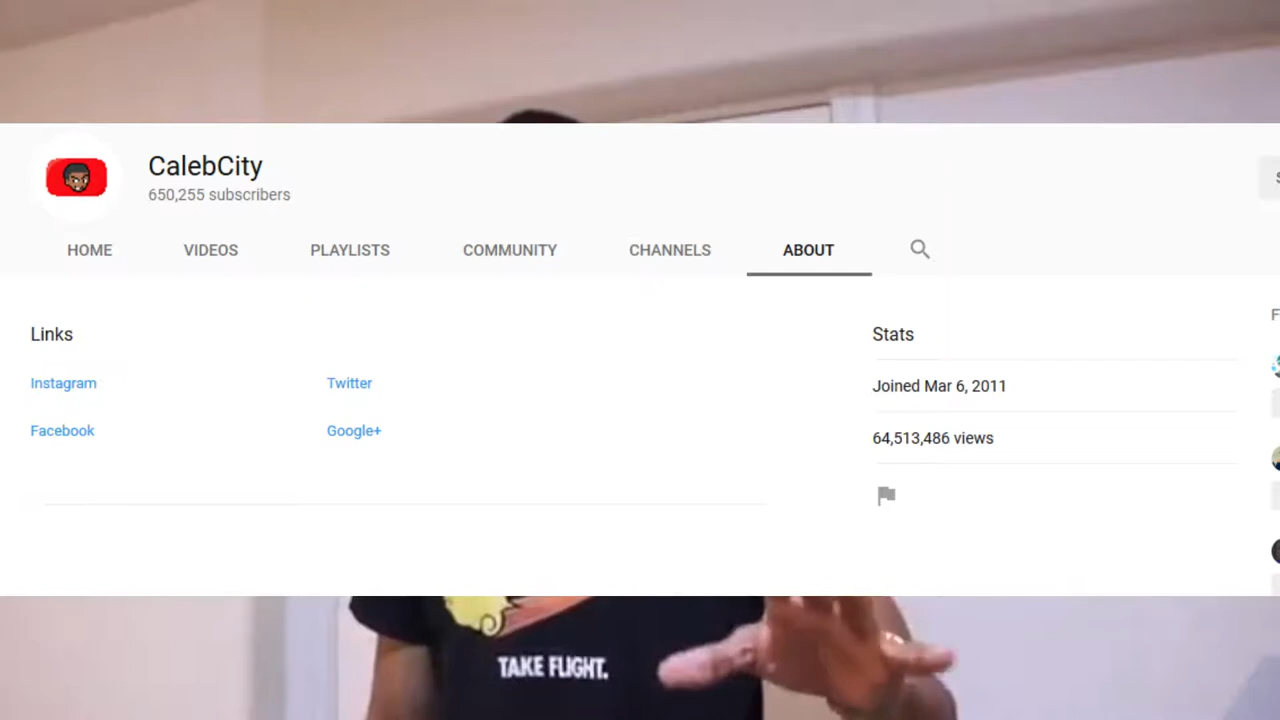 CalebCity
650,255 subscribers
HOME VIDEOS PLAYLISTS COMMUNITY CHANNELS ABOUT
Links
Stats
Instagram
Twitter
Joined Mar 6, 2011
Facebook
Google+
64,513,486 views
TAKE FLIGHT.